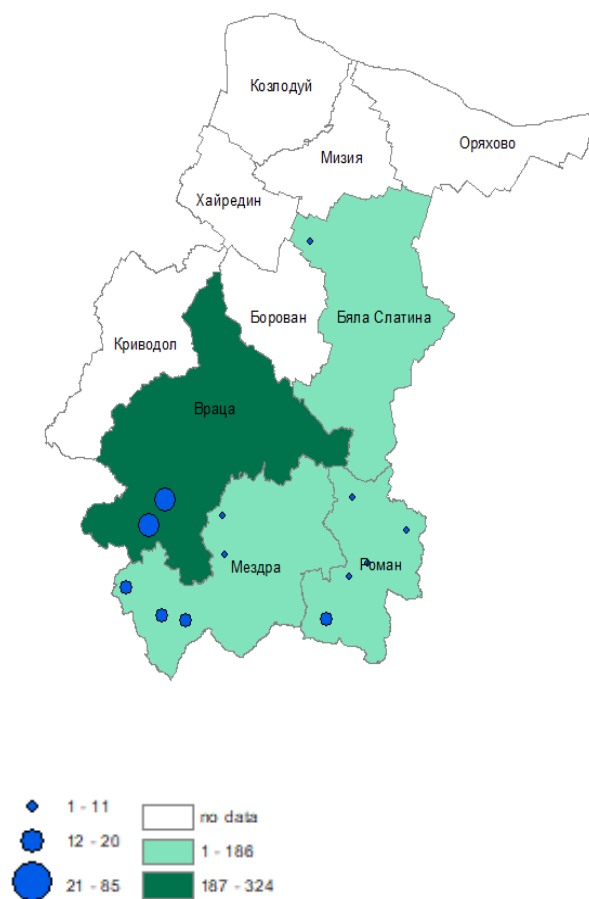 Козлодуй
Оряхово
Мизия
Хайредин
Борован
Бяла Слатина
Криводол
Враца
Мездра
Роман
1 - 11
no data
12 - 20
1 - 186
21 - 85
187 - 324